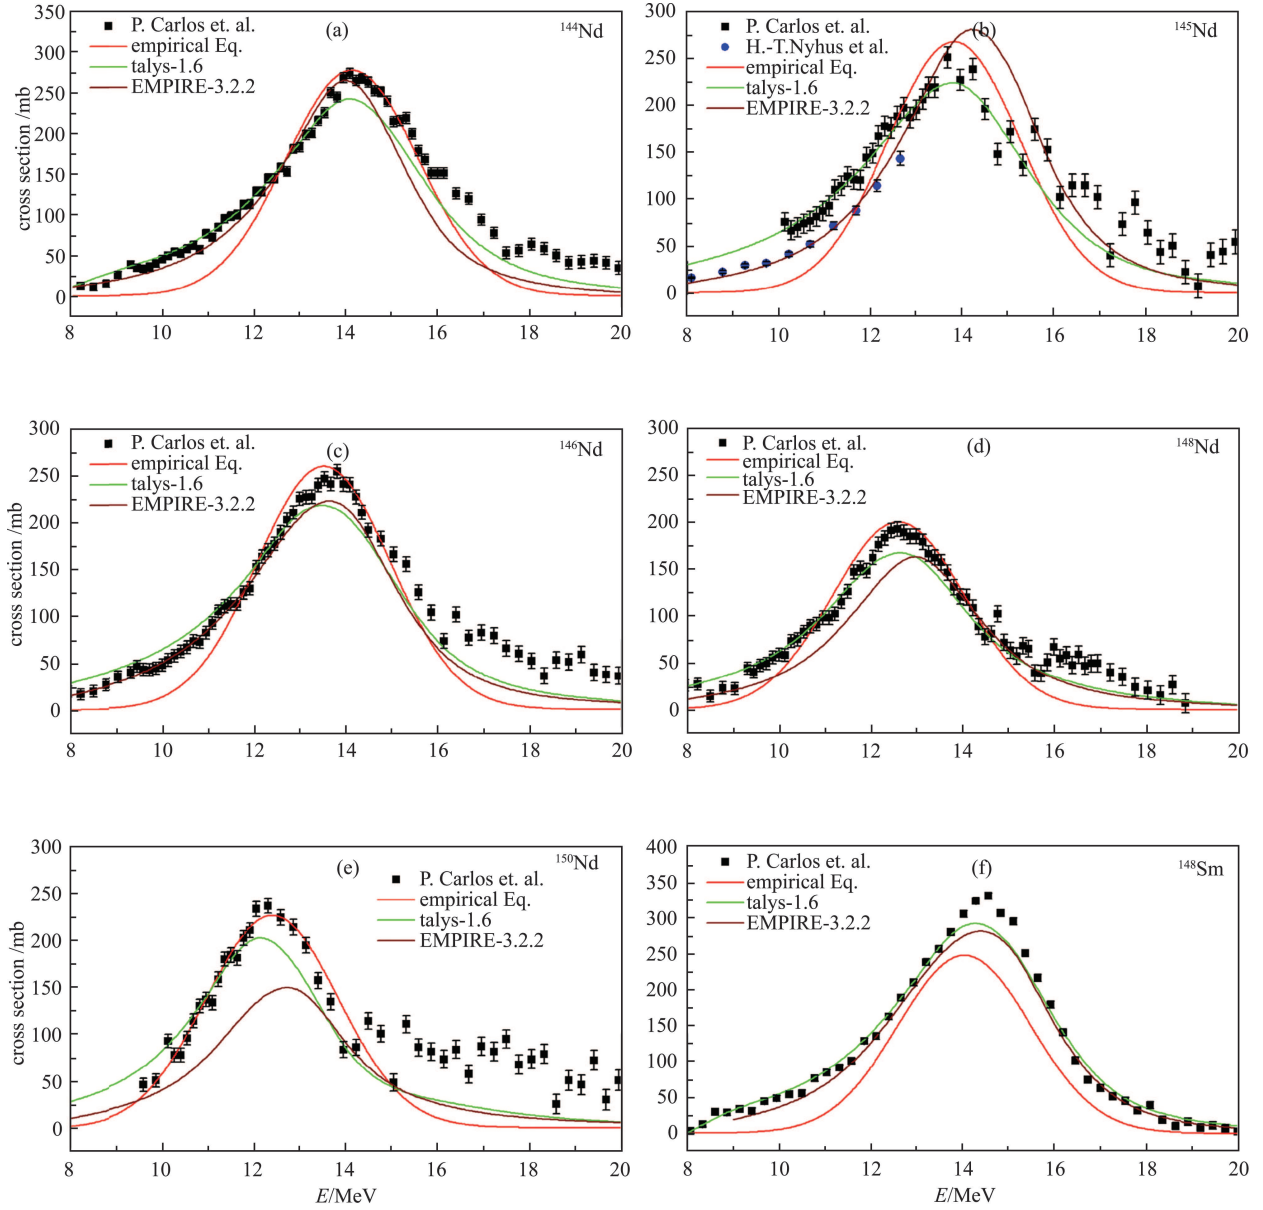 P. Carlos et. al.
empirical Eq.
talys-1.6
EMPIRE-3.2.2
(a)
¹⁴⁴Nd
cross section /mb
350
300
250
200
150
100
50
0
8 10 12 14 16 18 20
P. Carlos et. al.
H.-T.Nyhus et al.
empirical Eq.
talys-1.6
EMPIRE-3.2.2
(b)
¹⁴⁵Nd
300
250
200
150
100
50
0
8 10 12 14 16 18 20
P. Carlos et. al.
empirical Eq.
talys-1.6
EMPIRE-3.2.2
(c)
¹⁴⁶Nd
cross section /mb
300
250
200
150
100
50
0
8 10 12 14 16 18 20
P. Carlos et. al.
empirical Eq.
talys-1.6
EMPIRE-3.2.2
(d)
¹⁴⁸Nd
300
250
200
150
100
50
0
8 10 12 14 16 18 20
(e)
¹⁵⁰Nd
P. Carlos et. al.
empirical Eq.
talys-1.6
EMPIRE-3.2.2
cross section /mb
300
250
200
150
100
50
0
8 10 12 14 16 18 20
E/MeV
P. Carlos et. al.
empirical Eq.
talys-1.6
EMPIRE-3.2.2
(f)
¹⁴⁸Sm
400
350
300
250
200
150
100
50
0
8 10 12 14 16 18 20
E/MeV